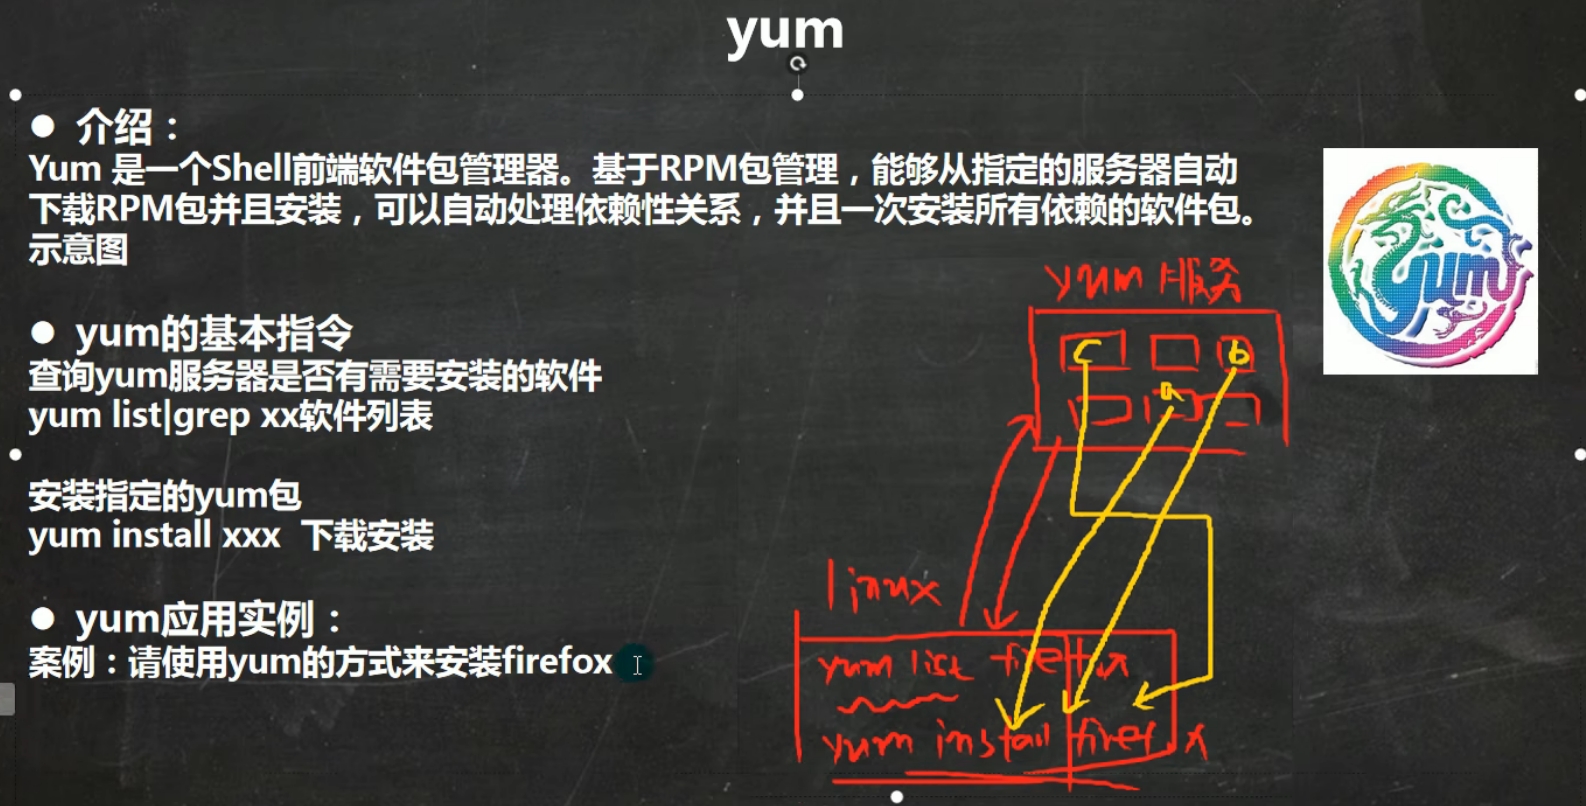 yum
● 介绍：
Yum 是一个Shell前端软件包管理器。基于RPM包管理，能够从指定的服务器自动
下载RPM包并且安装，可以自动处理依赖性关系，并且一次安装所有依赖的软件包。
示意图
● yum的基本指令
查询yum服务器是否有需要安装的软件
yum list|grep xx软件列表
安装指定的yum包
yum install xxx 下载安装
● yum应用实例：
案例：请使用yum的方式来安装firefox
yum
yum 服务
c
b
a
linux
yum list
yum install